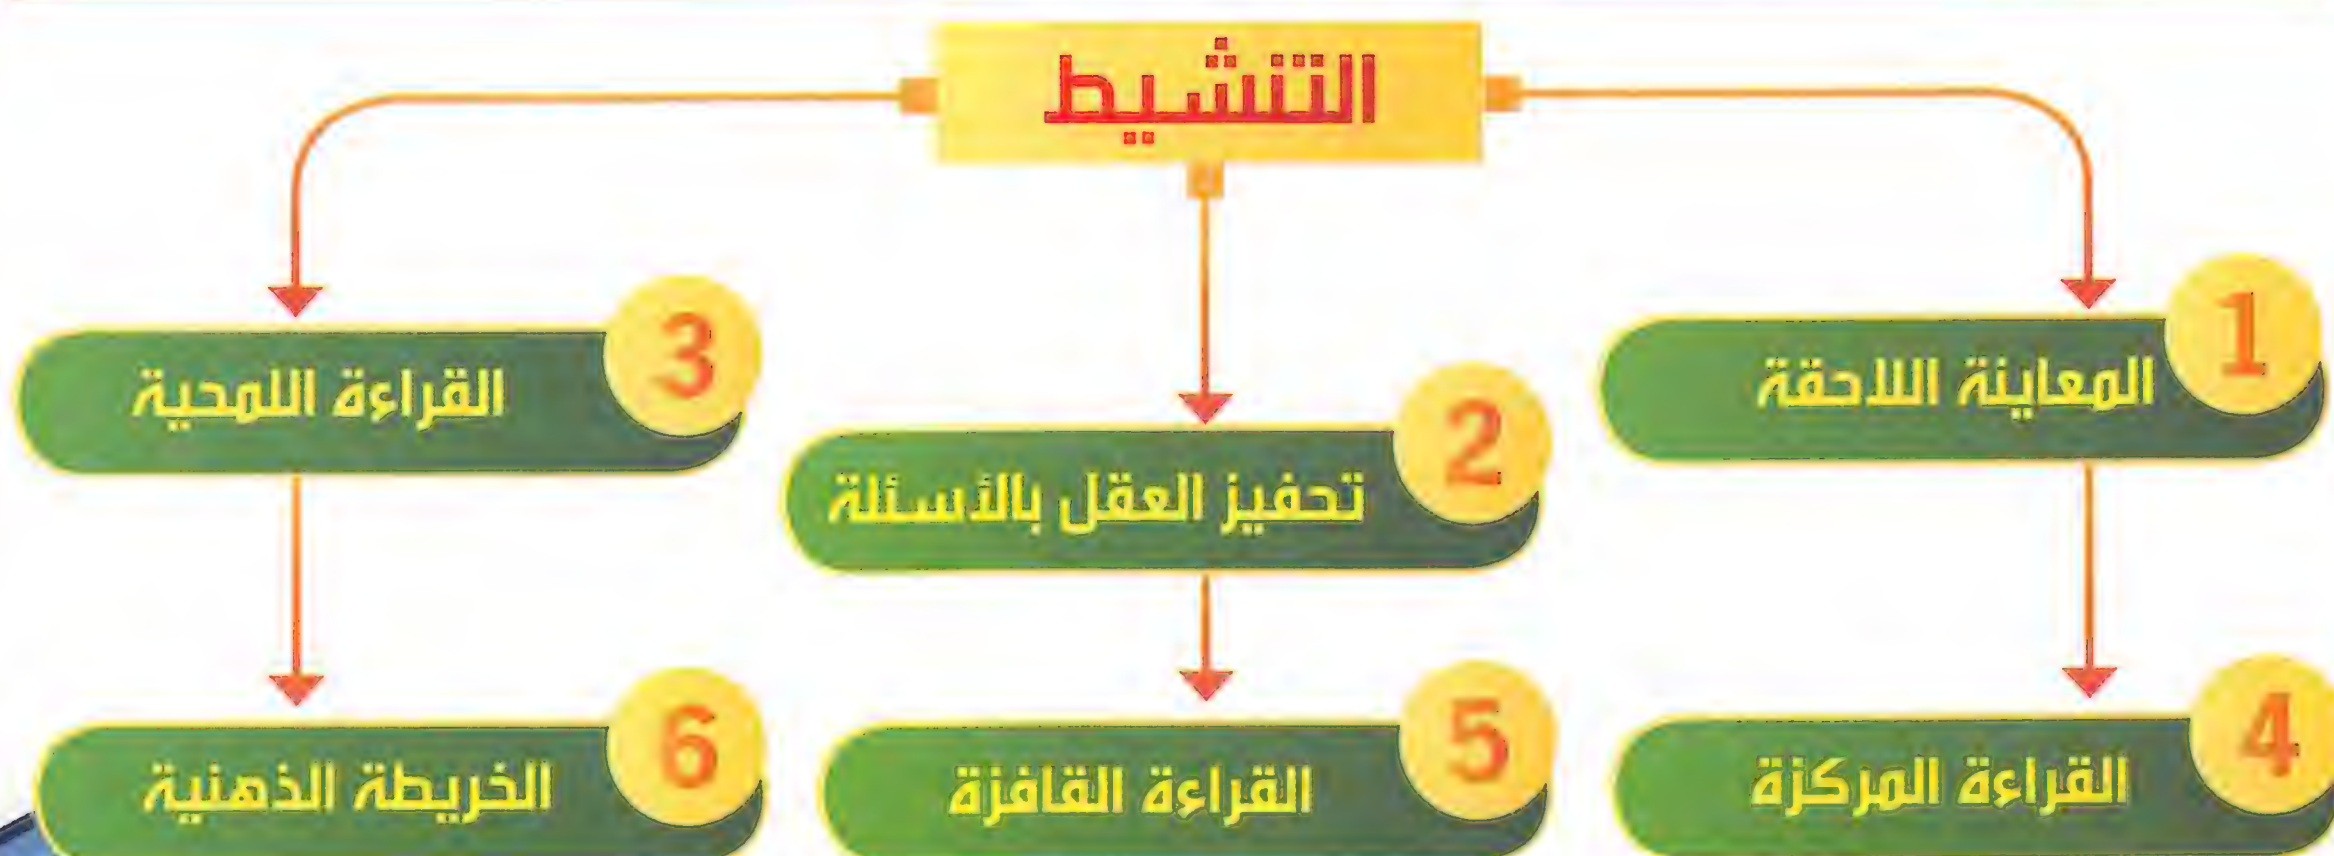 التنشيط
1
المعاينة اللاحقة
2
تحفيز العقل بالأسئلة
3
القراءة اللمحية
4
القراءة المركزة
5
القراءة القافزة
6
الخريطة الذهنية